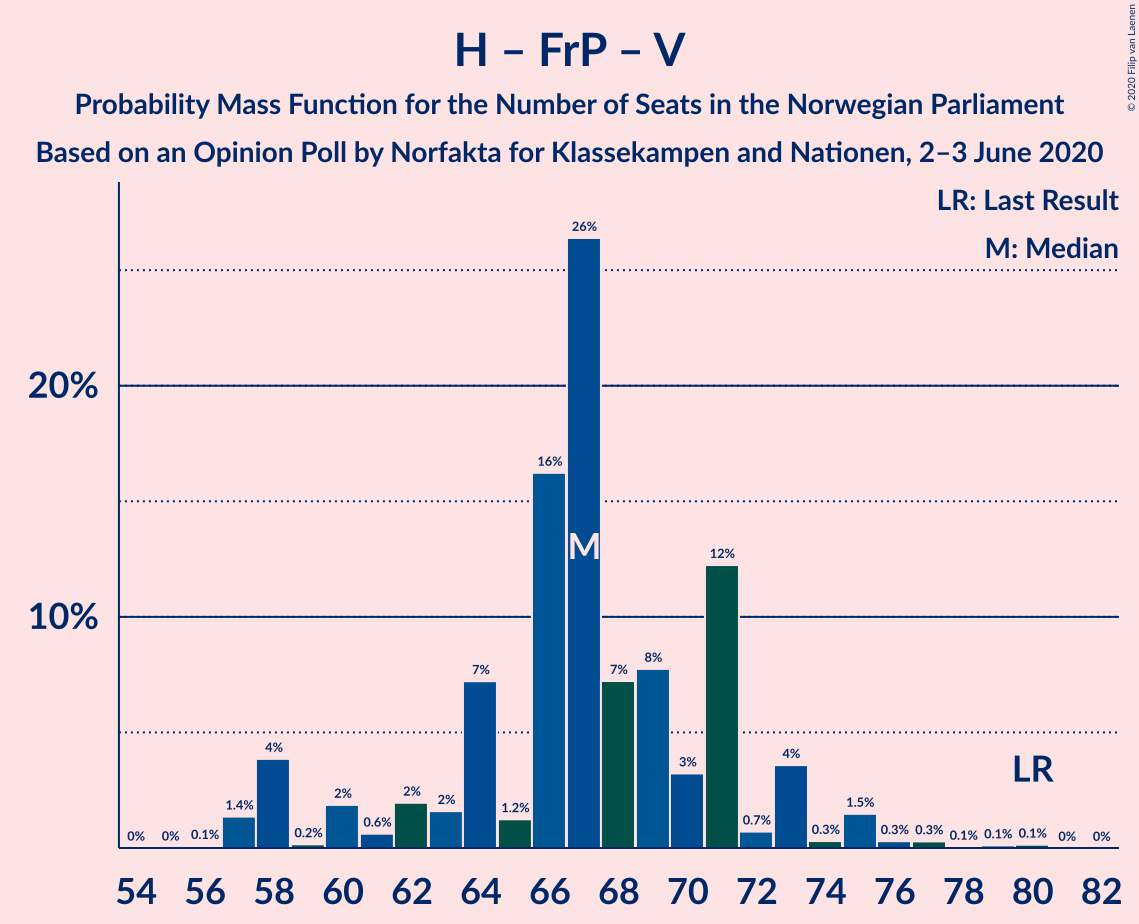 H – FrP – V
Probability Mass Function for the Number of Seats in the Norwegian Parliament
Based on an Opinion Poll by Norfakta for Klassekampen and Nationen, 2–3 June 2020
© 2020 Filip van Laenen
LR: Last Result
M: Median
20%
10%
0% 0% 0.1% 1.4% 4% 0.2% 2% 0.6% 2% 2% 7% 1.2% 16% 26% 7% 8% 3% 12% 0.7% 4% 0.3% 1.5% 0.3% 0.3% 0.1% 0.1% 0.1% 0% 0%
M
LR
54 56 58 60 62 64 66 68 70 72 74 76 78 80 82